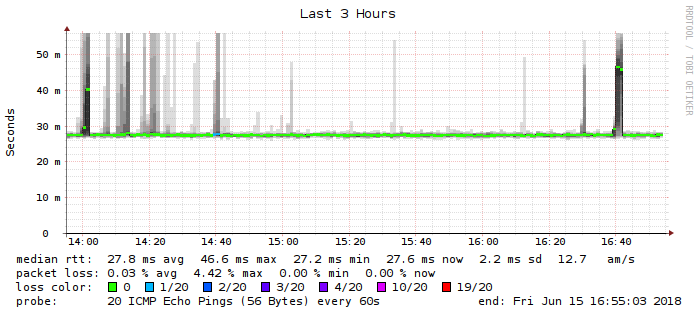 Last 3 Hours
RRDTOOL / TOBI OETIKER
Seconds
50 m
40 m
30 m
20 m
10 m
0
14:00 14:20 14:40 15:00 15:20 15:40 16:00 16:20 16:40
median rtt: 27.8 ms avg 46.6 ms max 27.2 ms min 27.6 ms now 2.2 ms sd 12.7 am/s
packet loss: 0.03 % avg 4.42 % max 0.00 % min 0.00 % now
loss color: 0 1/20 2/20 3/20 4/20 10/20 19/20
probe: 20 ICMP Echo Pings (56 Bytes) every 60s end: Fri Jun 15 16:55:03 2018